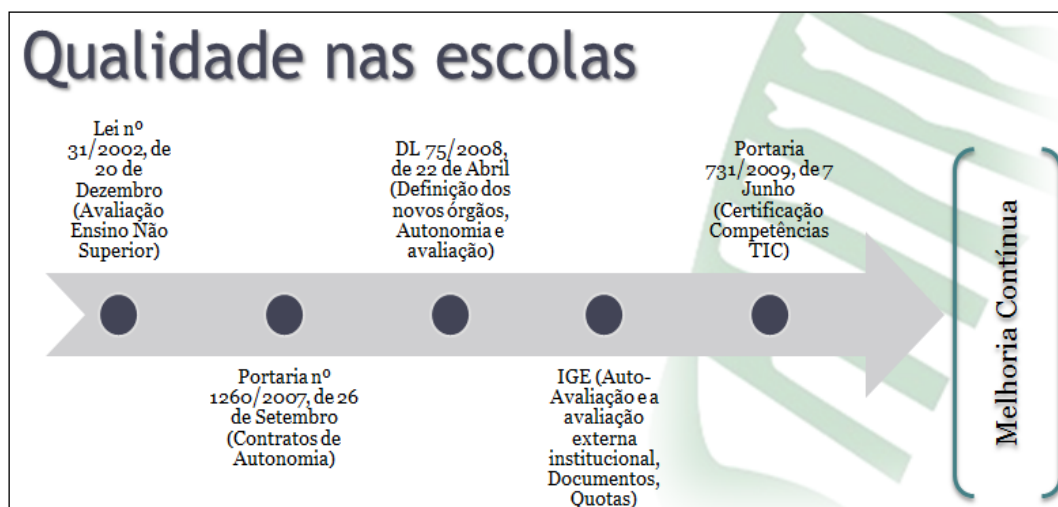 Qualidade nas escolas
Lei nº
31/2002, de
20 de
Dezembro
(Avaliação
Ensino Não
Superior)
Portaria nº
1260/2007, de 26
de Setembro
(Contratos de
Autonomia)
DL 75/2008,
de 22 de Abril
(Definição dos
novos órgãos,
Autonomia e
avaliação)
IGE (Auto-
Avaliação e a
avaliação
externa
institucional,
Documentos,
Quotas)
Portaria
731/2009, de 7
Junho
(Certificação
Competências
TIC)
Melhoria Contínua